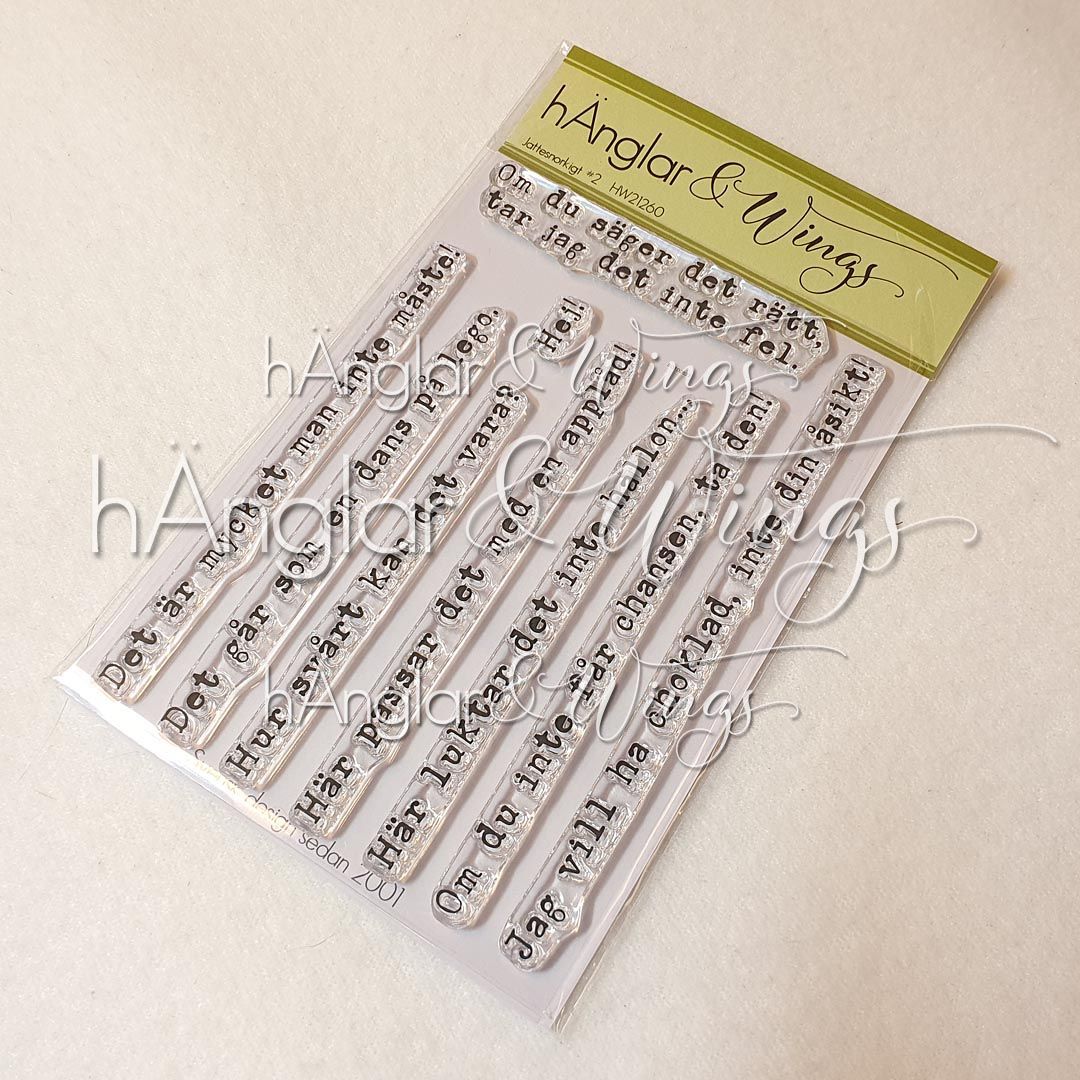 hÄnglar & Wings
Jättesnorkigt #2 HW21260
Om du säger det rätt,
tar jag det inte fel.
Hej!
Det är mycket man inte måste!
Det går som en dans på lego.
Hur svårt kan det vara?
Här passar det med en applåd!
Här luktar det inte hallon...
Om du inte får chansen, ta den!
Jag vill ha choklad, inte din åsikt!
design sedan 2001
hÄnglar & Wings
hÄnglar & Wings
hÄnglar & Wings